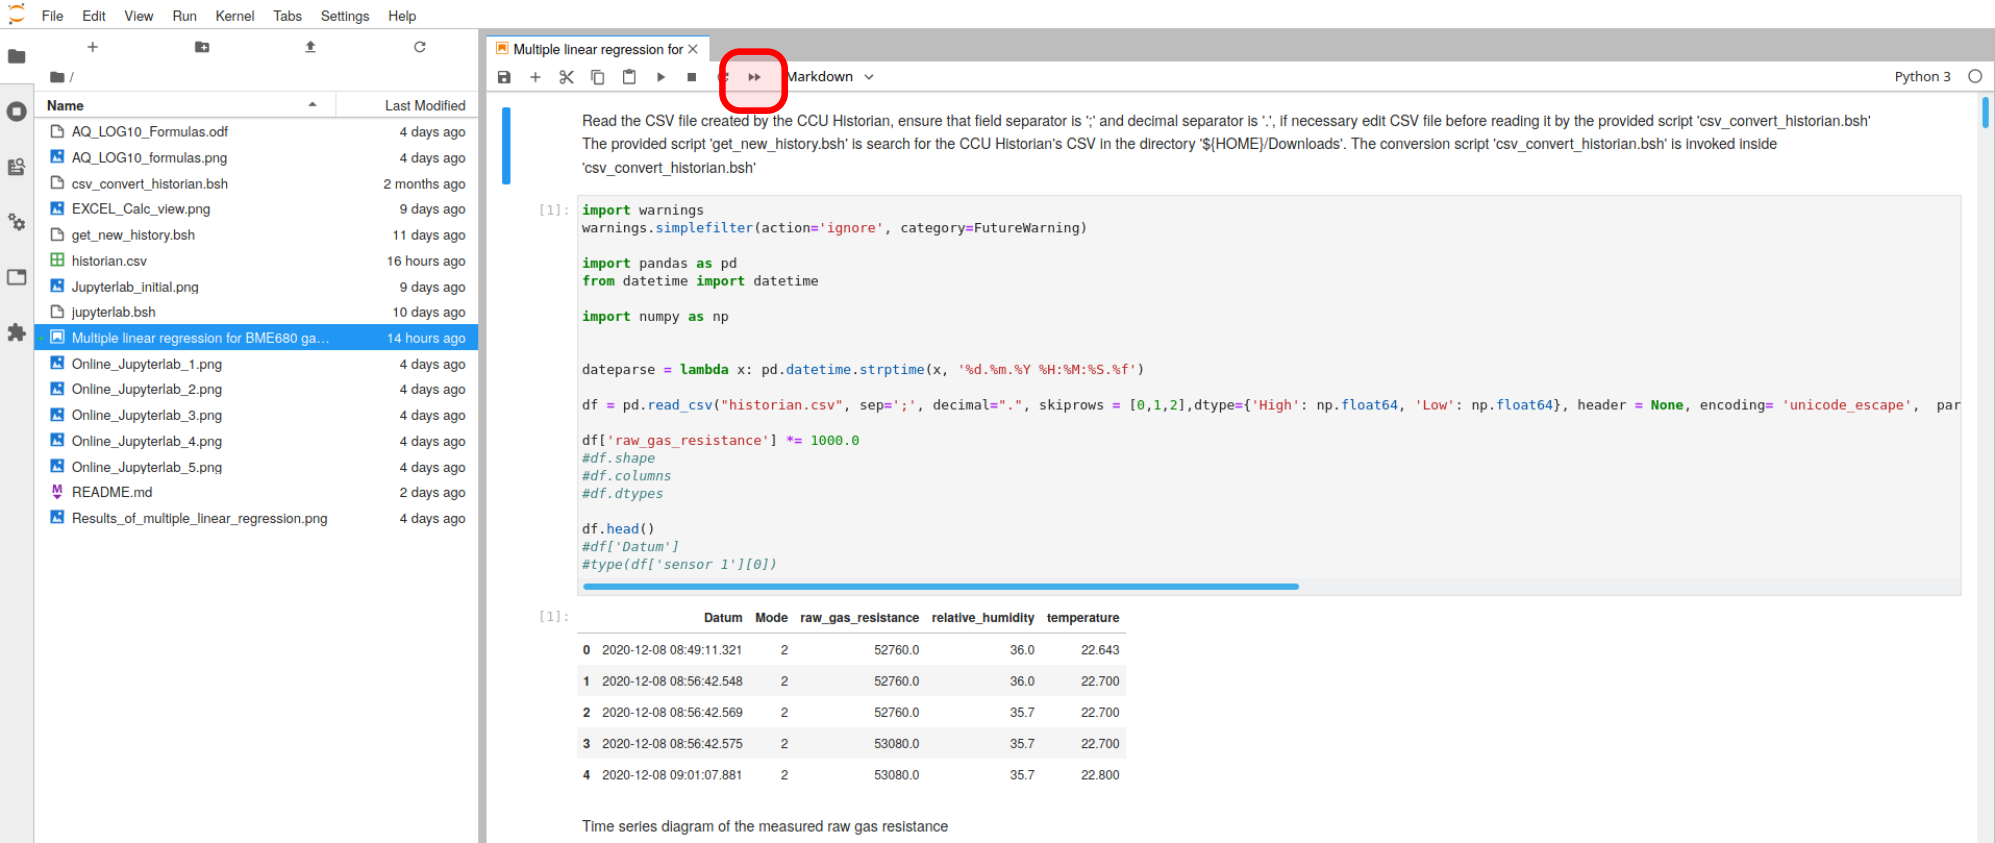 File Edit View Run Kernel Tabs Settings Help
/
Name Last Modified
AQ_LOG10_Formulas.odf 4 days ago
AQ_LOG10_formulas.png 4 days ago
csv_convert_historian.bsh 2 months ago
EXCEL_Calc_view.png 9 days ago
get_new_history.bsh 11 days ago
historian.csv 16 hours ago
Jupyterlab_initial.png 9 days ago
jupyterlab.bsh 10 days ago
Multiple linear regression for BME680 ga… 14 hours ago
Online_Jupyterlab_1.png 4 days ago
Online_Jupyterlab_2.png 4 days ago
Online_Jupyterlab_3.png 4 days ago
Online_Jupyterlab_4.png 4 days ago
Online_Jupyterlab_5.png 4 days ago
README.md 2 days ago
Results_of_multiple_linear_regression.png 4 days ago
Multiple linear regression for
Markdown Python 3
Read the CSV file created by the CCU Historian, ensure that field separator is ';' and decimal separator is '.', if necessary edit CSV file before reading it by the provided script 'csv_convert_historian.bsh'
The provided script 'get_new_history.bsh' is search for the CCU Historian's CSV in the directory '${HOME}/Downloads'. The conversion script 'csv_convert_historian.bsh' is invoked inside
'csv_convert_historian.bsh'
[1]: import warnings
warnings.simplefilter(action='ignore', category=FutureWarning)
import pandas as pd
from datetime import datetime
import numpy as np
dateparse = lambda x: pd.datetime.strptime(x, '%d.%m.%Y %H:%M:%S.%f')
df = pd.read_csv("historian.csv", sep=';', decimal=".", skiprows = [0,1,2],dtype={'High': np.float64, 'Low': np.float64}, header = None, encoding= 'unicode_escape', par
df['raw_gas_resistance'] *= 1000.0
#df.shape
#df.columns
#df.dtypes
df.head()
#df['Datum']
#type(df['sensor 1'][0])
[1]: Datum Mode raw_gas_resistance relative_humidity temperature
0 2020-12-08 08:49:11.321 2 52760.0 36.0 22.643
1 2020-12-08 08:56:42.548 2 52760.0 36.0 22.700
2 2020-12-08 08:56:42.569 2 52760.0 35.7 22.700
3 2020-12-08 08:56:42.575 2 53080.0 35.7 22.700
4 2020-12-08 09:01:07.881 2 53080.0 35.7 22.800
Time series diagram of the measured raw gas resistance